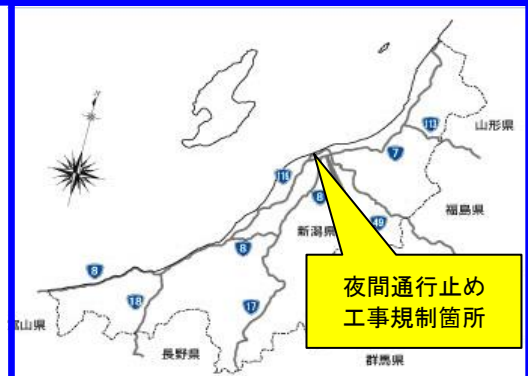 113
山形県
7
116
福島県
8
49
新潟県
8
8
夜間通行止め
工事規制箇所
18
17
富山県
長野県
群馬県